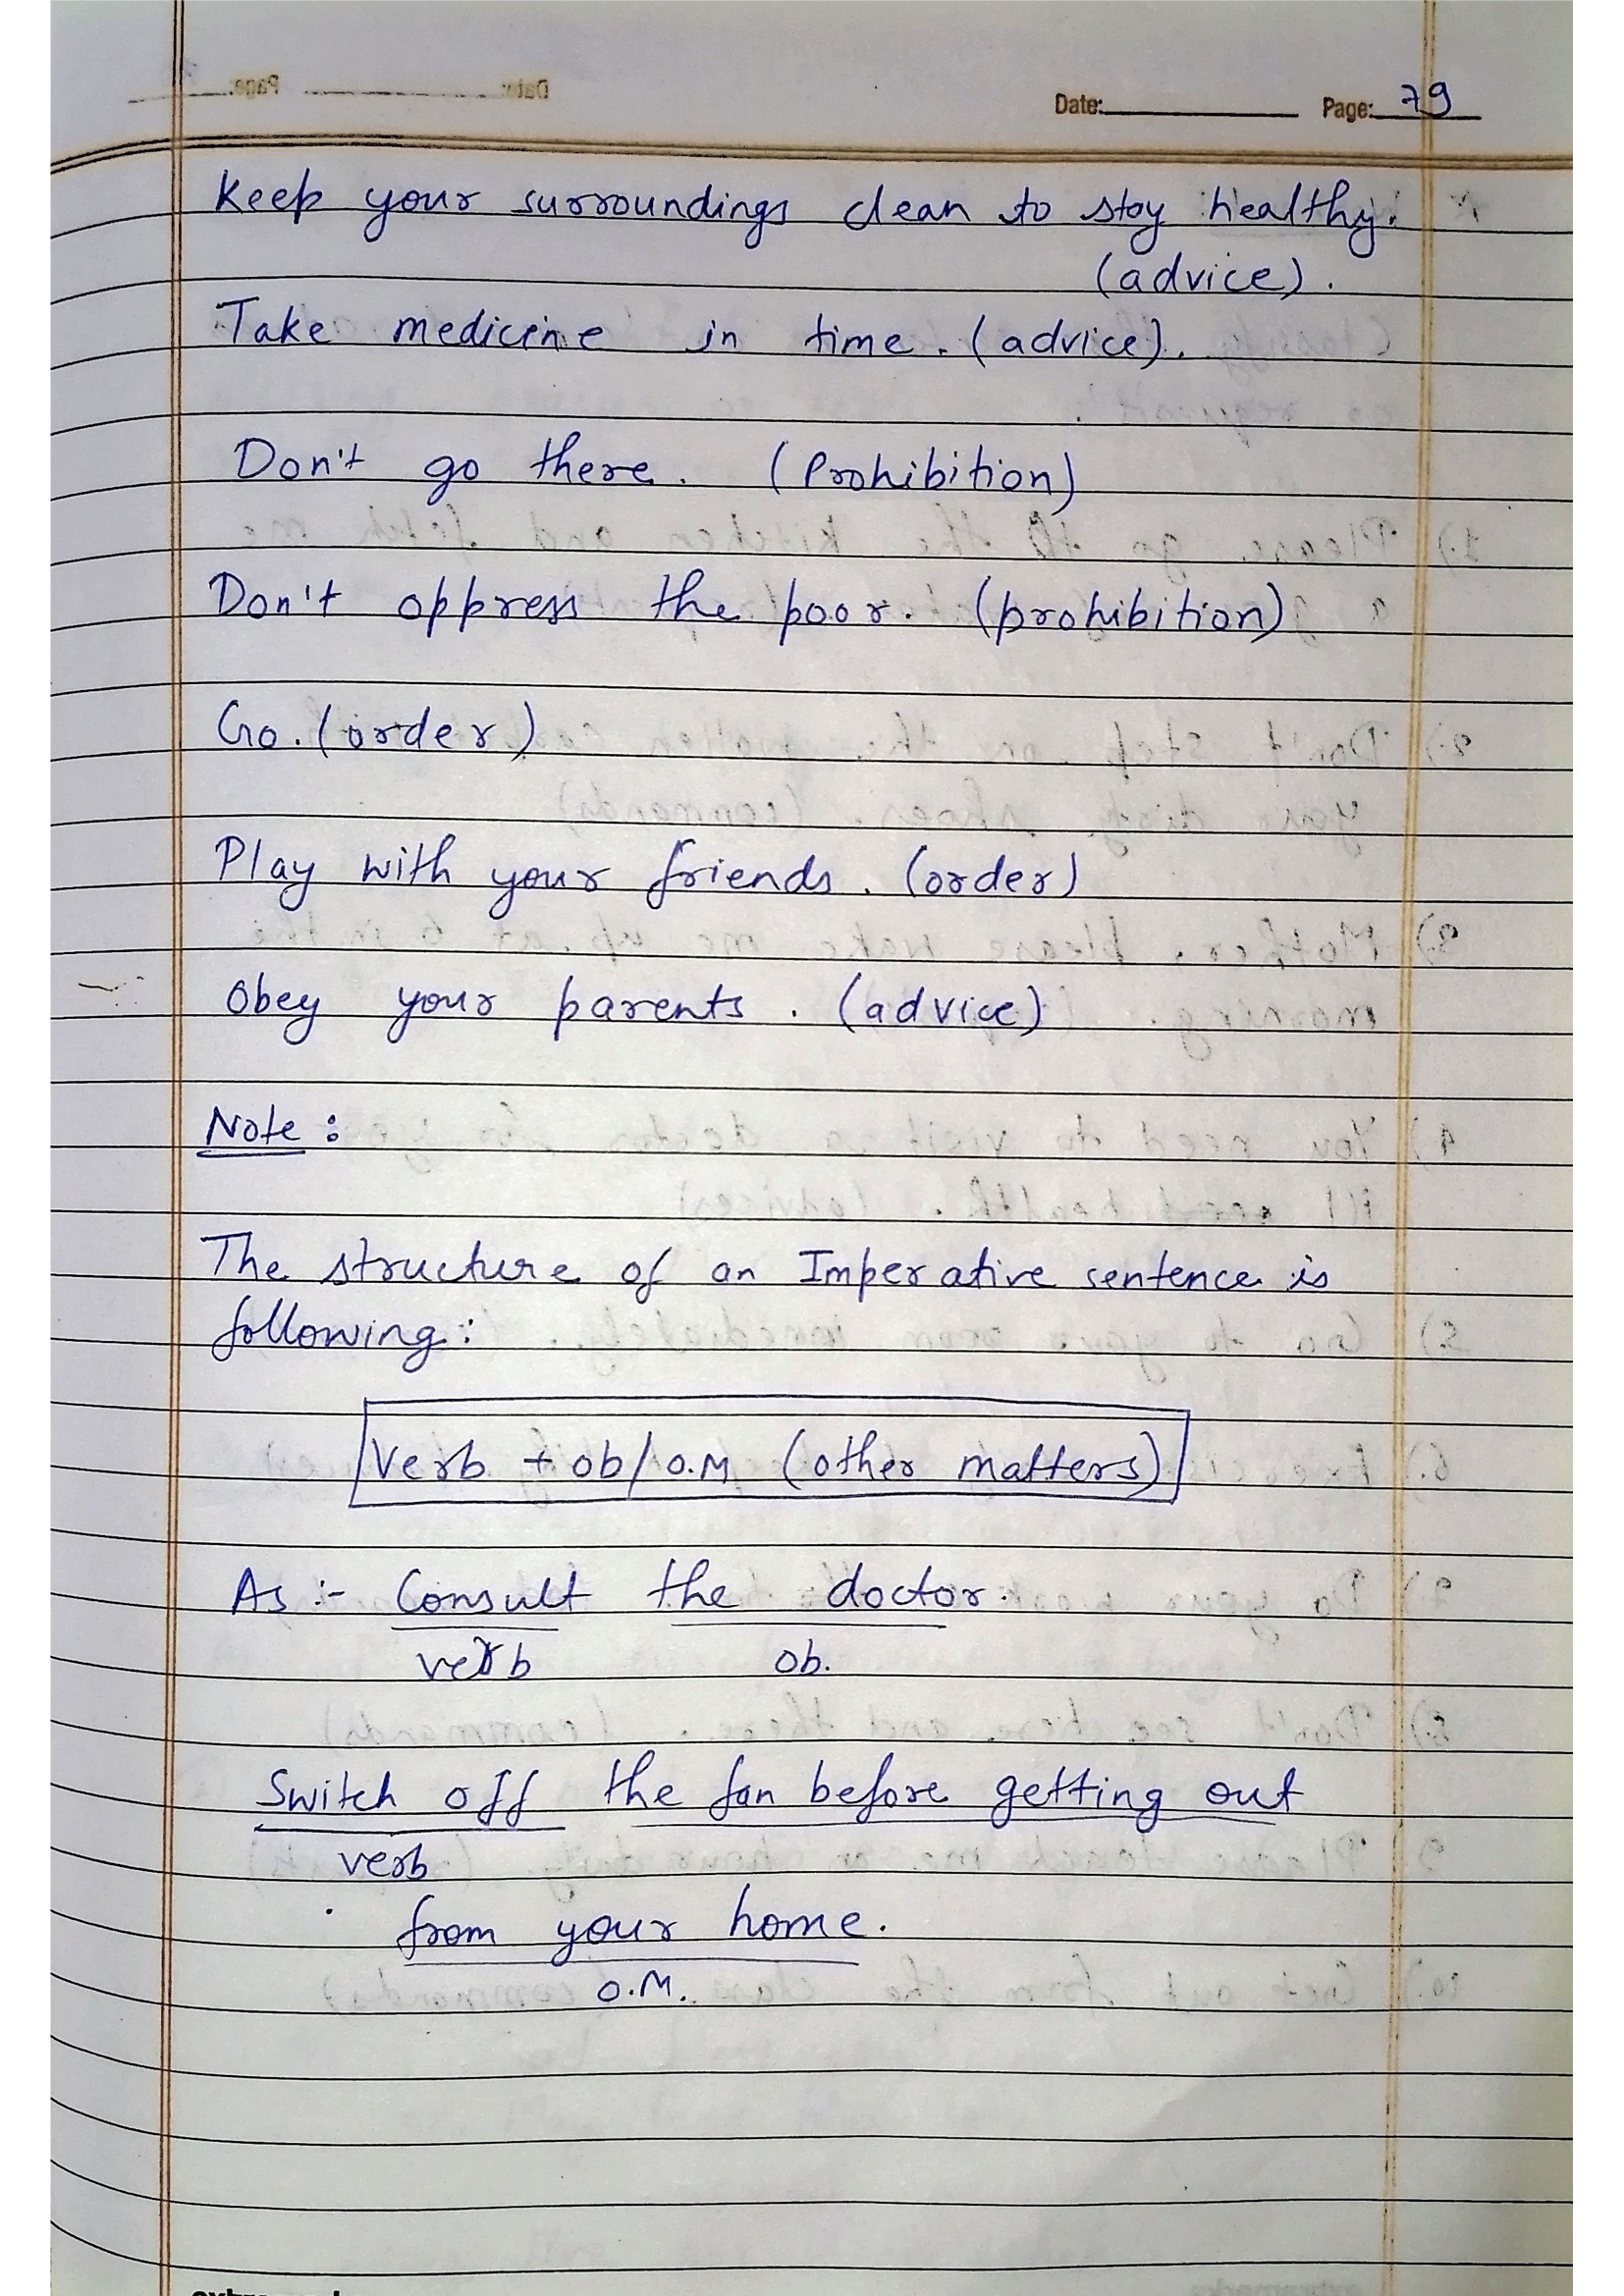 Date: Page: 79
Keep your surroundings clean to stay healthy.
(advice).
Take medicine in time. (advice).
Don't go there. (Prohibition)
Don't oppress the poor. (prohibition)
Go. (order)
Play with your friends. (order)
Obey your parents. (advice)
Note :
The structure of an Imperative sentence is
following:
Verb + ob/O.M (other matters)
As :- Consult the doctor.
verb ob.
Switch off the fan before getting out
verb
from your home.
O.M.